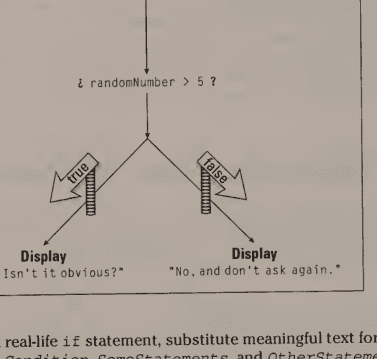 ¿ randomNumber > 5 ?
true
false
Display
Isn't it obvious?"
Display
"No, and don't ask again."
real-life if statement, substitute meaningful text for
Condition, SomeStatements, and OtherStateme